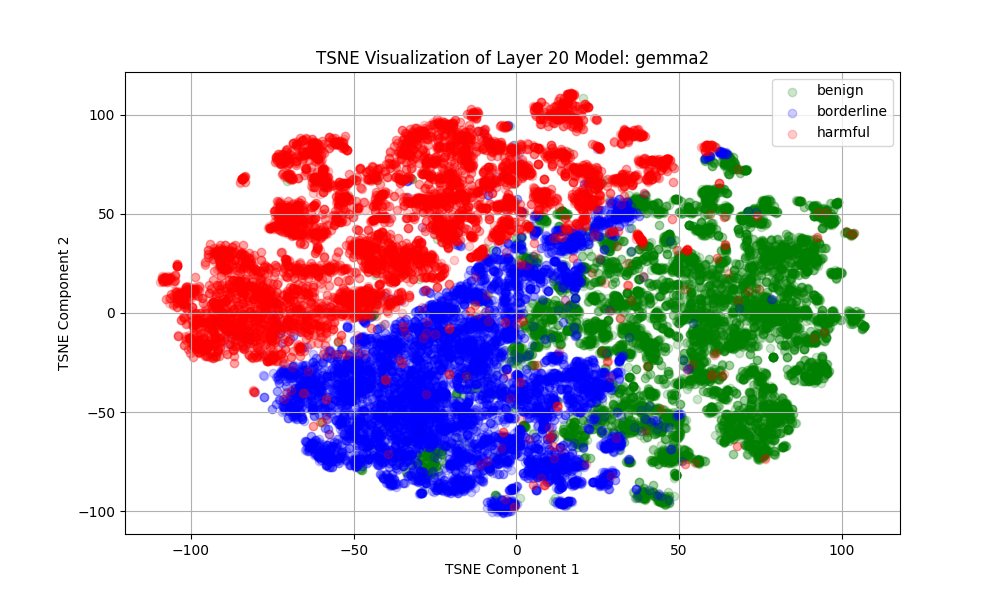 TSNE Visualization of Layer 20 Model: gemma2
benign
borderline
harmful
TSNE Component 2
100
50
0
−50
−100
−100
−50
0
50
100
TSNE Component 1